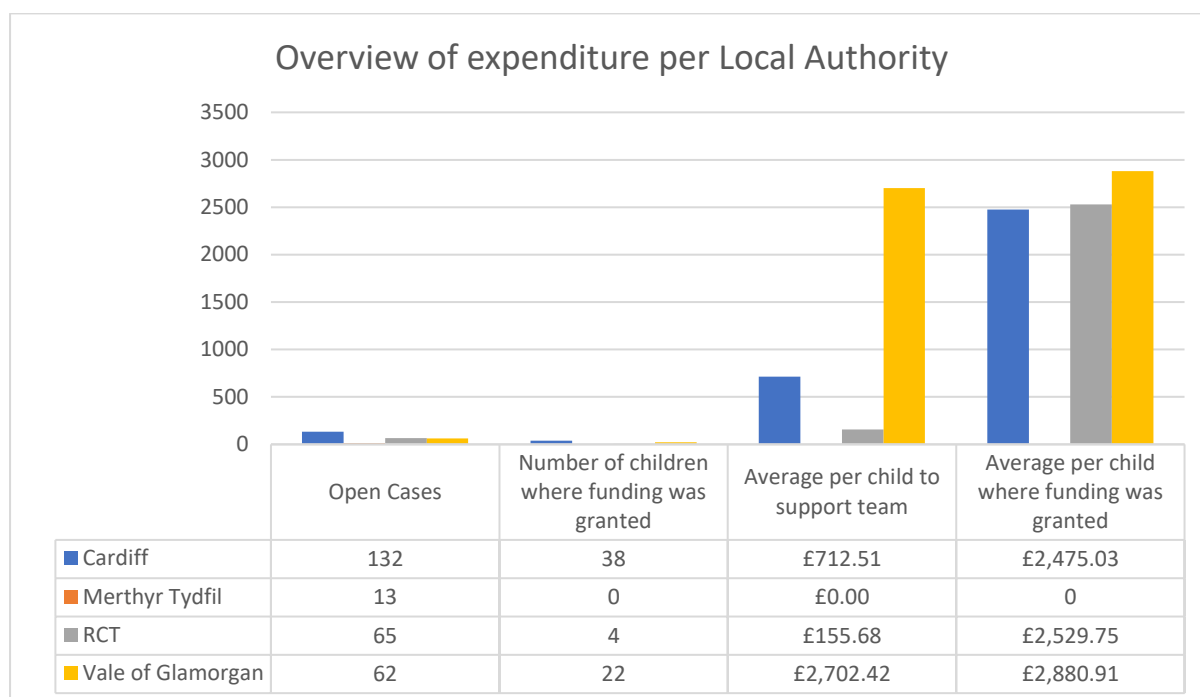 Overview of expenditure per Local Authority
3500
3000
2500
2000
1500
1000
500
0
Open Cases
Number of children
where funding was
granted
Average per child to
support team
Average per child
where funding was
granted
Cardiff 132 38 £712.51 £2,475.03
Merthyr Tydfil 13 0 £0.00 0
RCT 65 4 £155.68 £2,529.75
Vale of Glamorgan 62 22 £2,702.42 £2,880.91